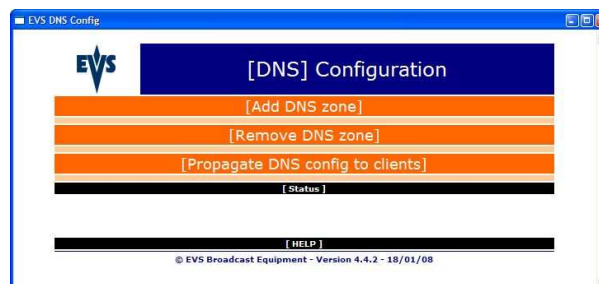 EVS DNS Config
EVS
[DNS] Configuration
[Add DNS zone]
[Remove DNS zone]
[Propagate DNS config to clients]
[ Status ]
[ HELP ]
© EVS Broadcast Equipment - Version 4.4.2 - 18/01/08